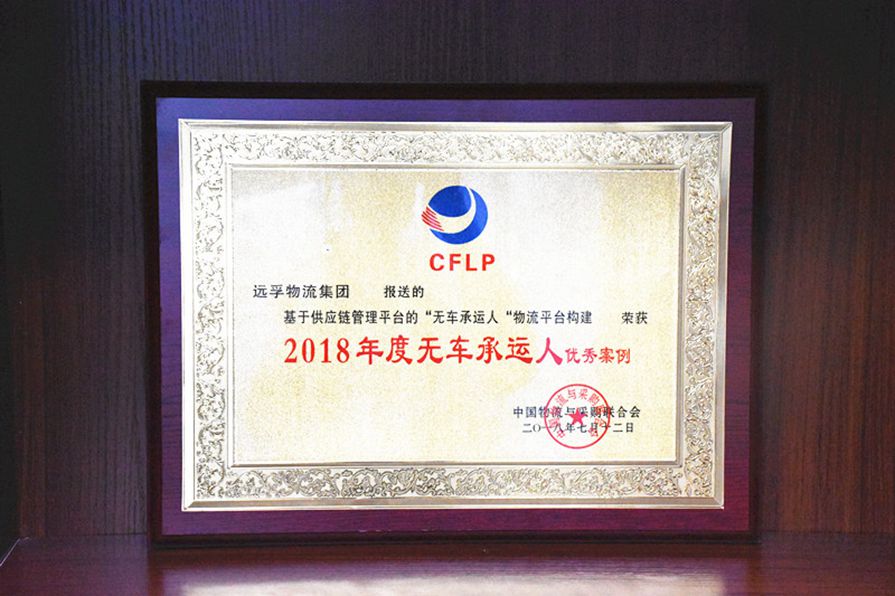 CFLP
远孚物流集团 报送的
基于供应链管理平台的“无车承运人“物流平台构建 荣获
2018年度无车承运人优秀案例
中国物流与采购联合会
二〇一八年七月十二日